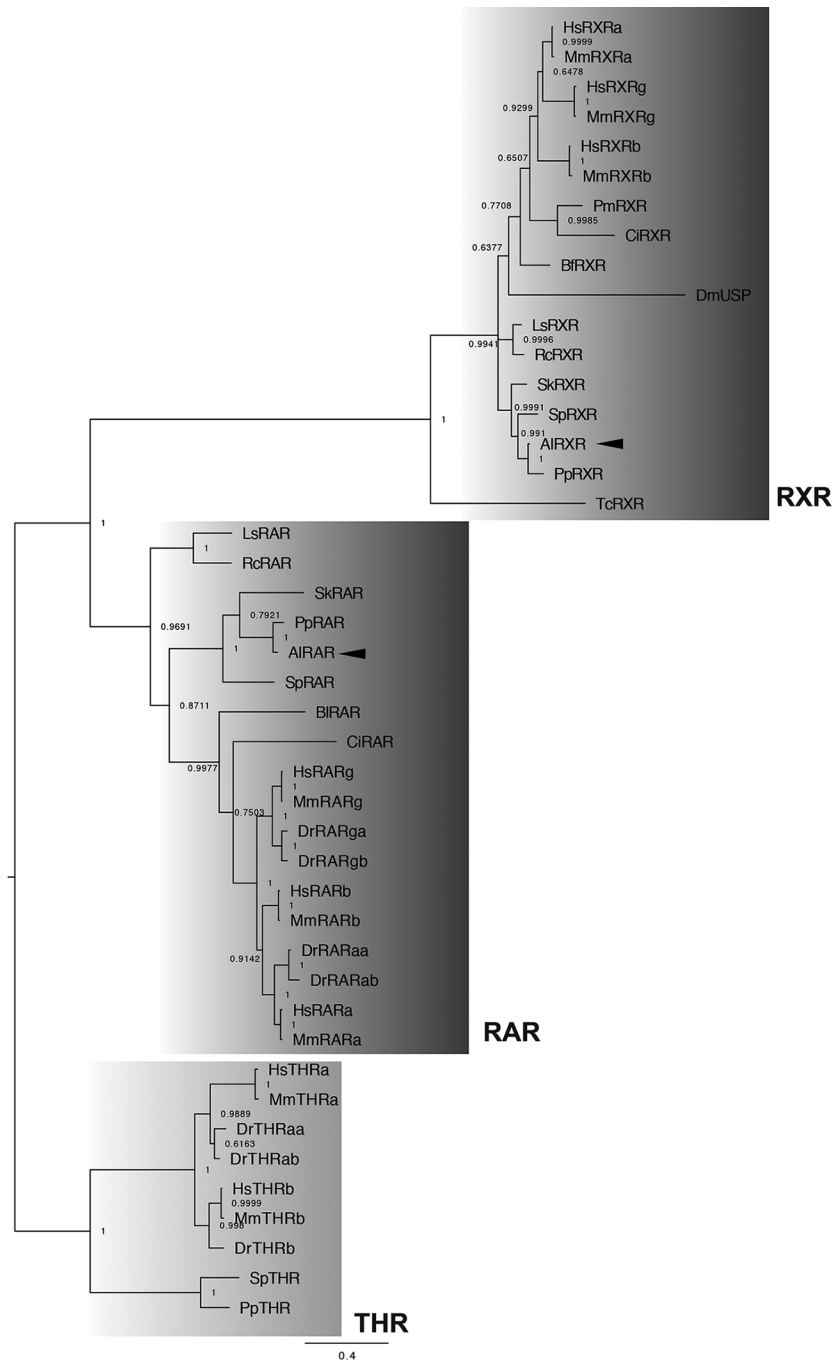 HsRXRa
0.9999
MmRXRa
0.6478
HsRXRg
1
MmRXRg
0.9299
HsRXRb
1
MmRXRb
0.6507
PmRXR
0.9985
CiRXR
0.7708
BfRXR
0.6377
DmUSP
LsRXR
0.9996
RcRXR
0.9941
SkRXR
0.9991
SpRXR
0.991
AlRXR
1
PpRXR
1
TcRXR
RXR
1
LsRAR
1
RcRAR
0.9691
SkRAR
0.7921
PpRAR
1
AlRAR
1
SpRAR
0.8711
BlRAR
0.9977
CiRAR
0.7503
HsRARg
1
MmRARg
1
DrRARga
1
DrRARgb
1
HsRARb
1
MmRARb
0.9142
DrRARaa
1
DrRARab
1
HsRARa
1
MmRARa
RAR
HsTHRa
1
MmTHRa
0.9889
DrTHRaa
0.6163
DrTHRab
1
HsTHRb
0.9999
MmTHRb
0.998
DrTHRb
1
SpTHR
1
PpTHR
THR
0.4